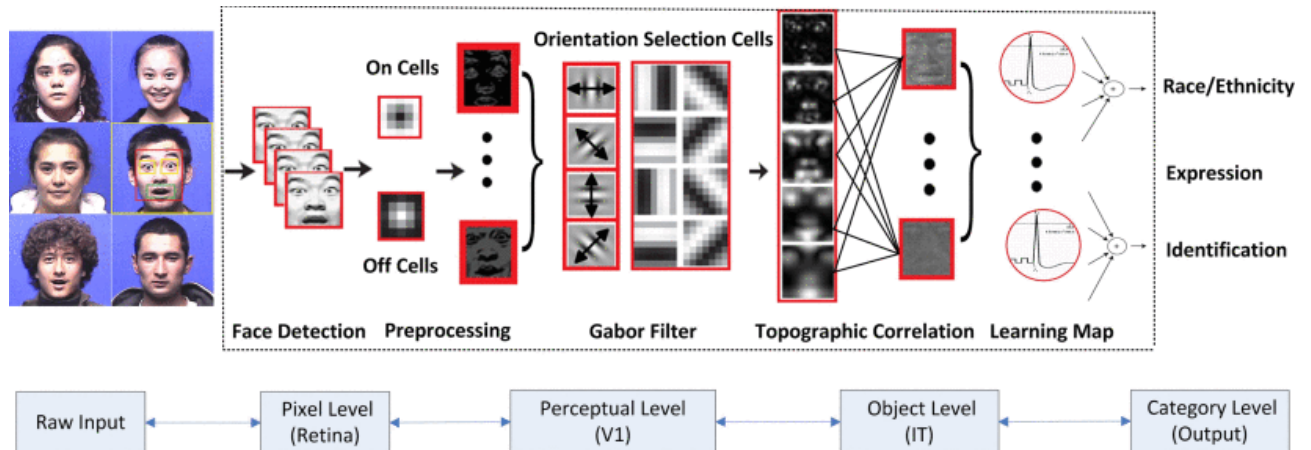 Orientation Selection Cells
On Cells
Off Cells
Race/Ethnicity
Expression
Identification
Face Detection
Preprocessing
Gabor Filter
Topographic Correlation
Learning Map
Raw Input
Pixel Level
(Retina)
Perceptual Level
(V1)
Object Level
(IT)
Category Level
(Output)